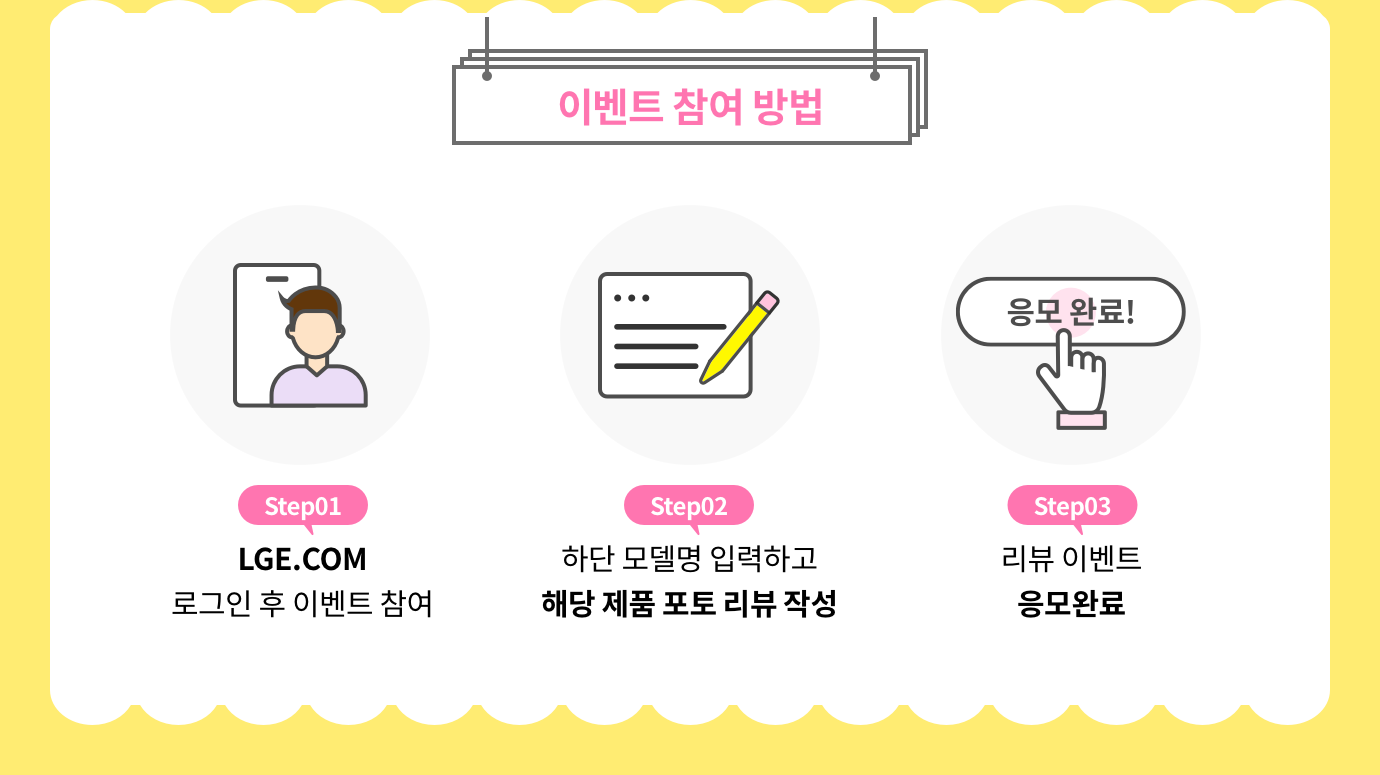 이벤트 참여 방법
응모 완료!
Step01
LGE.COM
로그인 후 이벤트 참여
Step02
하단 모델명 입력하고
해당 제품 포토 리뷰 작성
Step03
리뷰 이벤트
응모완료